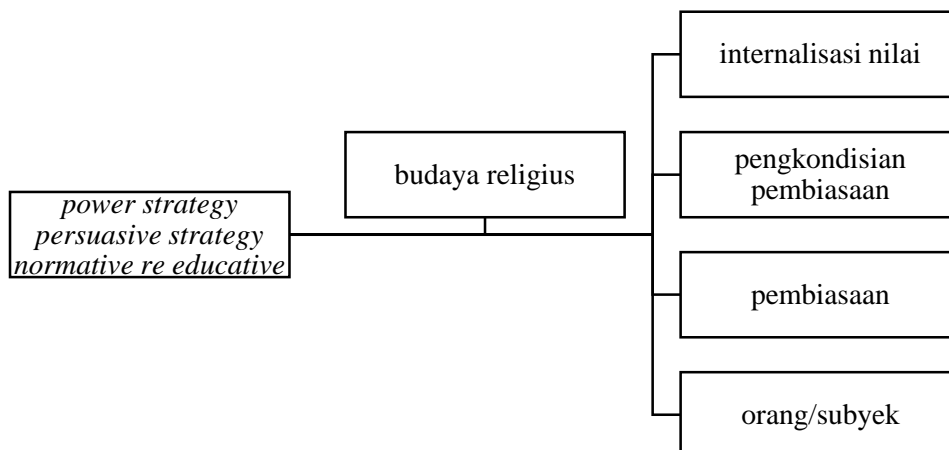 power strategy
persuasive strategy
normative re educative
budaya religius
internalisasi nilai
pengkondisian
pembiasaan
pembiasaan
orang/subyek